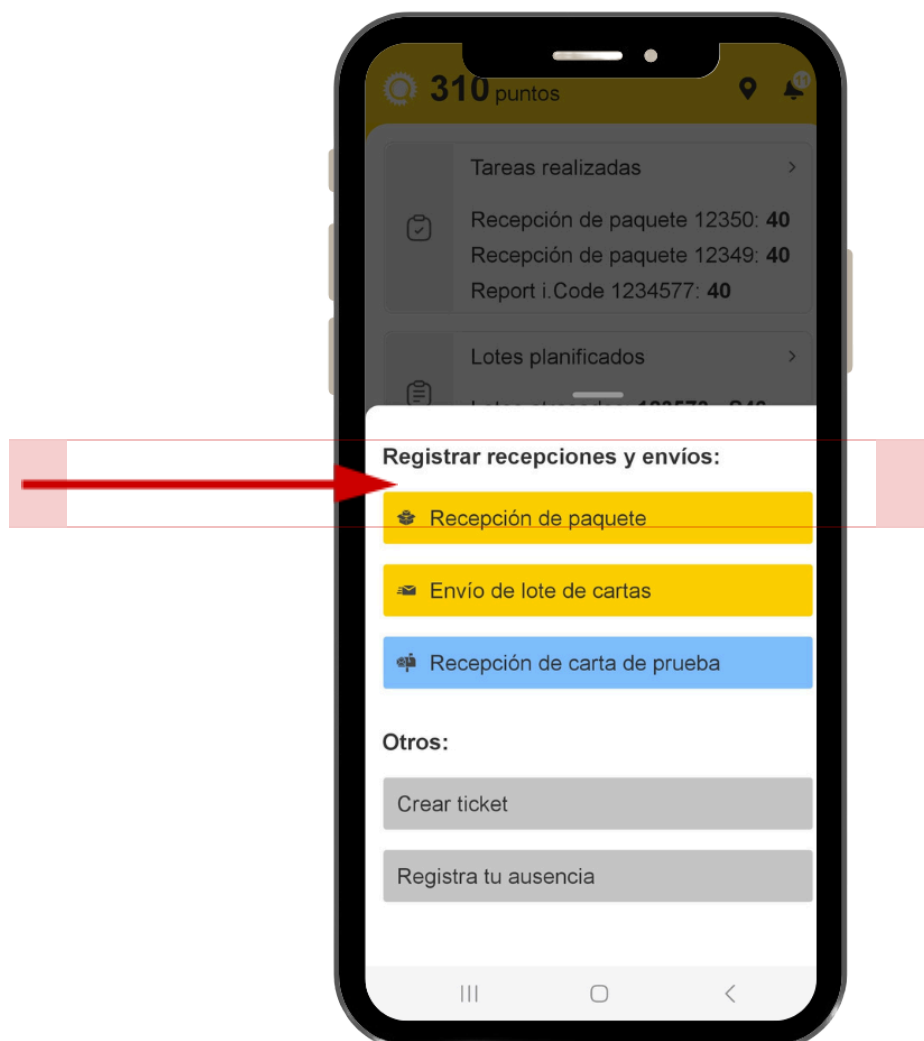 310 puntos
11
Tareas realizadas
Recepción de paquete 12350: 40
Recepción de paquete 12349: 40
Report i.Code 1234577: 40
Lotes planificados
Registrar recepciones y envíos:
Recepción de paquete
Envío de lote de cartas
Recepción de carta de prueba
Otros:
Crear ticket
Registra tu ausencia